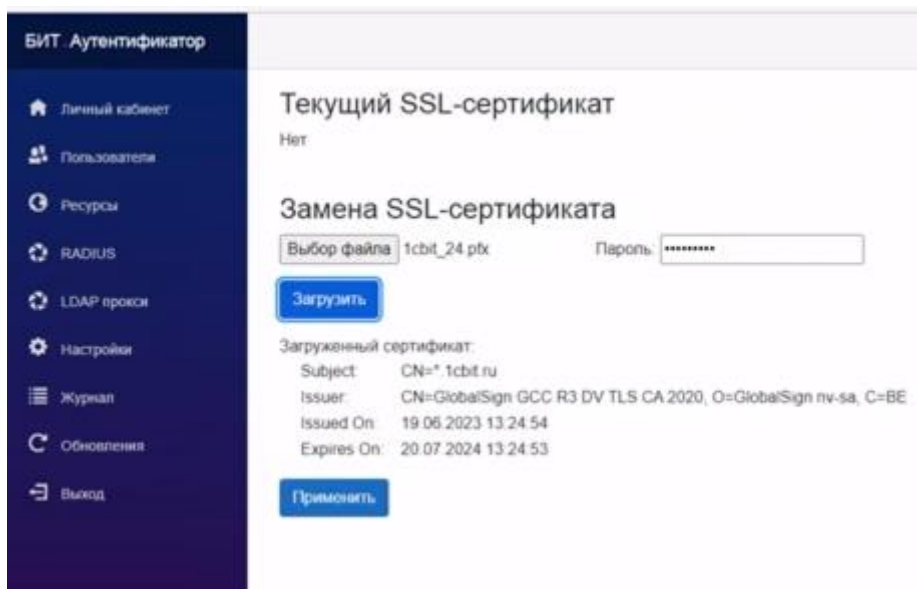 БИТ Аутентификатор
Личный кабинет
Пользователи
Ресурсы
RADIUS
LDAP прокси
Настройки
Журнал
Обновления
Выход
Текущий SSL-сертификат
Нет
Замена SSL-сертификата
Выбор файла 1cbit_24.pfx Пароль: •••••••••
Загрузить
Загруженный сертификат:
Subject: CN=*.1cbit.ru
Issuer: CN=GlobalSign GCC R3 DV TLS CA 2020, O=GlobalSign nv-sa, C=BE
Issued On: 19.06.2023 13:24:54
Expires On: 20.07.2024 13:24:53
Применить